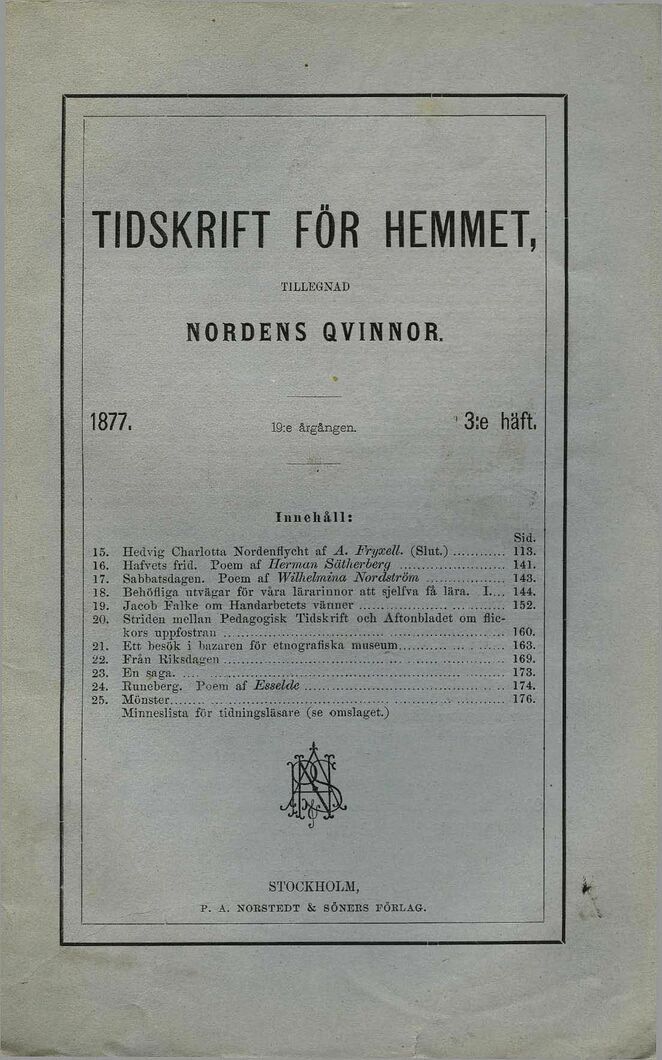 TIDSKRIFT FÖR HEMMET,
TILLEGNAD
NORDENS QVINNOR.
1877. 19:e årgången. 3:e häft.
Innehåll:
Sid.
15. Hedvig Charlotta Nordenflycht af A. Fryxell. (Slut.) ............ 113.
16. Hafvets frid. Poem af Herman Sätherberg ........................ 141.
17. Sabbatsdagen. Poem af Wilhelmina Nordström .................. 143.
18. Behöfliga utvägar för våra lärarinnor att sjelfva få lära. I.... 144.
19. Jacob Falke om Handarbetets vänner ............................ 152.
20. Striden mellan Pedagogisk Tidskrift och Aftonbladet om flic-
kors uppfostran .................................................... 160.
21. Ett besök i bazaren för etnografiska museum.................... 163.
22. Från Riksdagen .................................................... 169.
23. En saga. ............................................................ 173.
24. Runeberg. Poem af Esselde ........................................ 174.
25. Mönster............................................................ 176.
Minneslista för tidningsläsare (se omslaget.)
STOCKHOLM,
P. A. NORSTEDT & SÖNERS FÖRLAG.